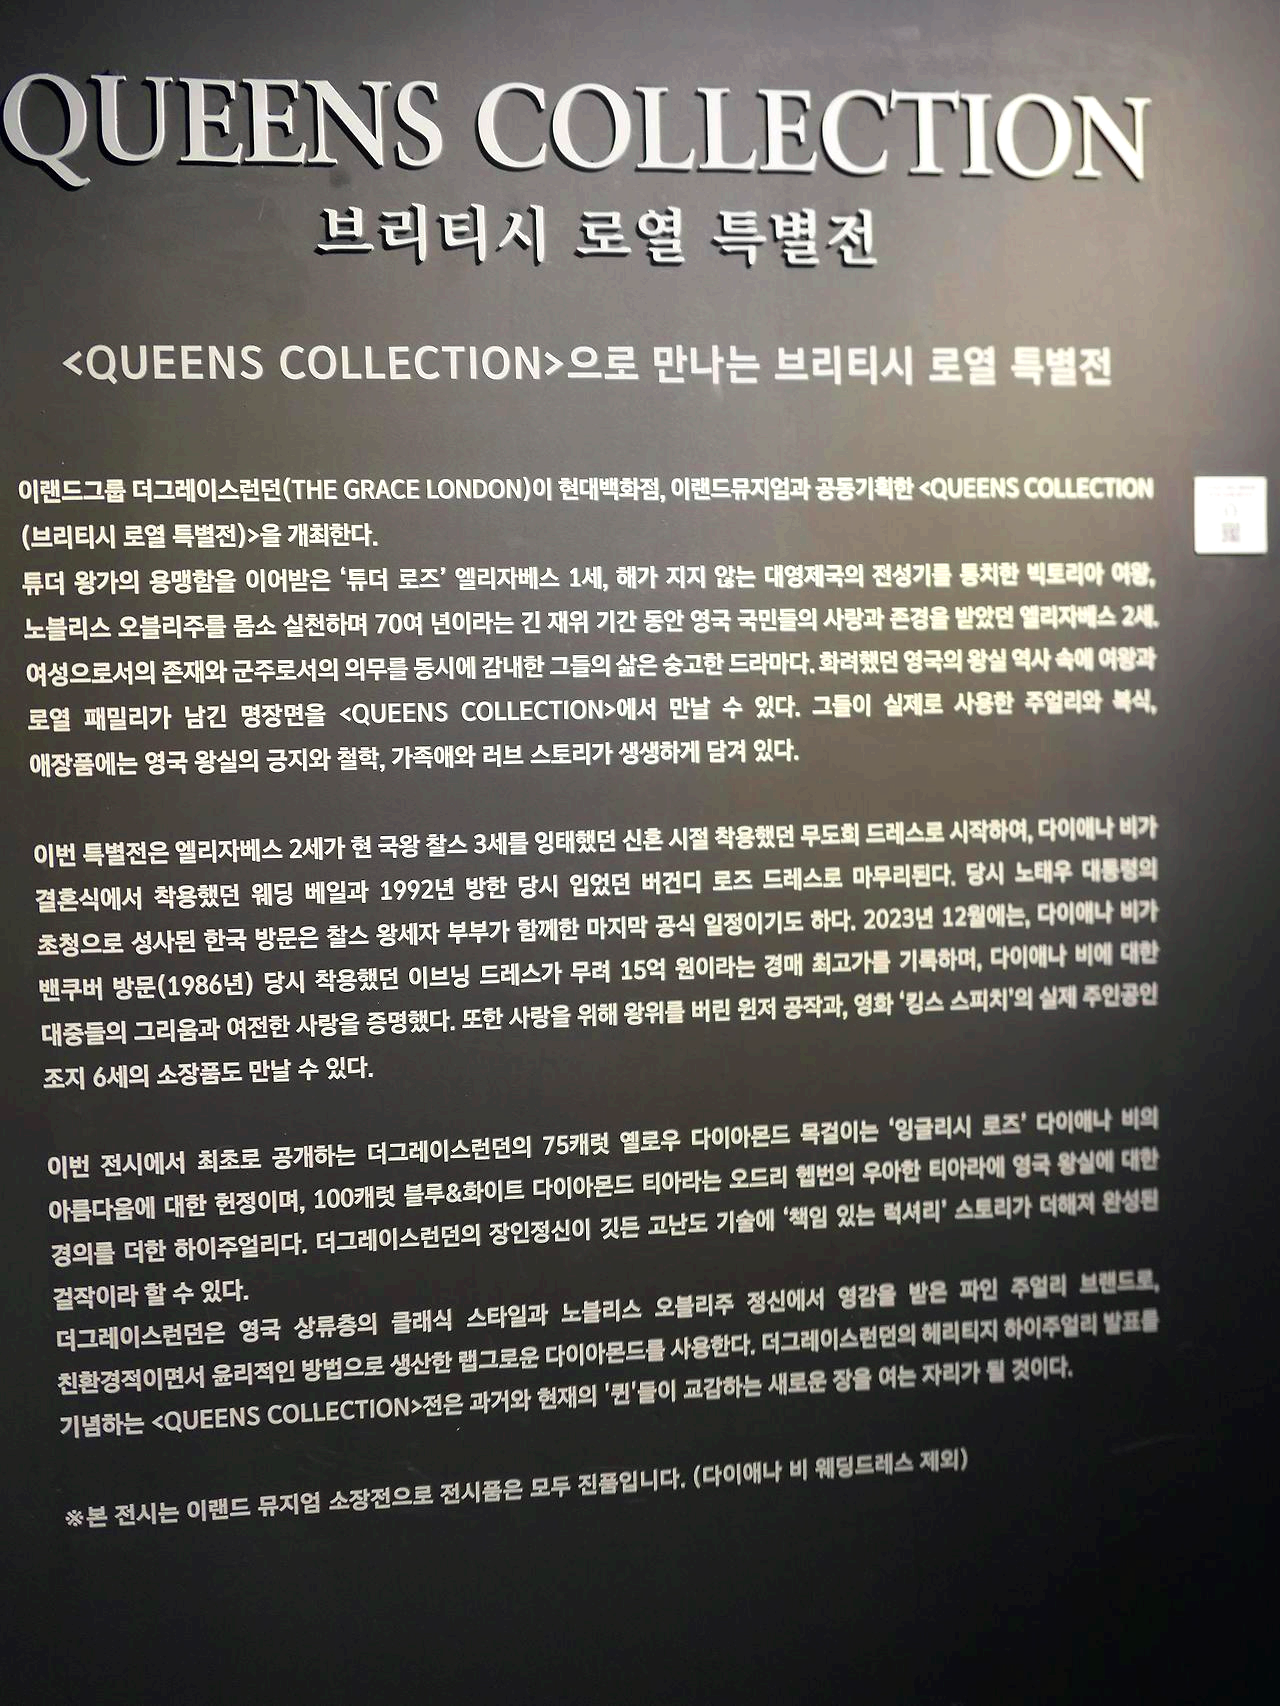 QUEENS COLLECTION
브리티시 로열 특별전
<QUEENS COLLECTION>으로 만나는 브리티시 로열 특별전
이랜드그룹 더그레이스런던(THE GRACE LONDON)이 현대백화점, 이랜드뮤지엄과 공동기획한 <QUEENS COLLECTION
(브리티시 로열 특별전)>을 개최한다.
튜더 왕가의 용맹함을 이어받은 ‘튜더 로즈’ 엘리자베스 1세, 해가 지지 않는 대영제국의 전성기를 통치한 빅토리아 여왕,
노블리스 오블리주를 몸소 실천하며 70여 년이라는 긴 재위 기간 동안 영국 국민들의 사랑과 존경을 받았던 엘리자베스 2세.
여성으로서의 존재와 군주로서의 의무를 동시에 감내한 그들의 삶은 숭고한 드라마다. 화려했던 영국의 왕실 역사 속에 여왕과
로열 패밀리가 남긴 명장면을 <QUEENS COLLECTION>에서 만날 수 있다. 그들이 실제로 사용한 주얼리와 복식,
애장품에는 영국 왕실의 긍지와 철학, 가족애와 러브 스토리가 생생하게 담겨 있다.
이번 특별전은 엘리자베스 2세가 현 국왕 찰스 3세를 잉태했던 신혼 시절 착용했던 무도회 드레스로 시작하여, 다이애나 비가
결혼식에서 착용했던 웨딩 베일과 1992년 방한 당시 입었던 버건디 로즈 드레스로 마무리된다. 당시 노태우 대통령의
초청으로 성사된 한국 방문은 찰스 왕세자 부부가 함께한 마지막 공식 일정이기도 하다. 2023년 12월에는, 다이애나 비가
밴쿠버 방문(1986년) 당시 착용했던 이브닝 드레스가 무려 15억 원이라는 경매 최고가를 기록하며, 다이애나 비에 대한
대중들의 그리움과 여전한 사랑을 증명했다. 또한 사랑을 위해 왕위를 버린 윈저 공작과, 영화 ‘킹스 스피치’의 실제 주인공인
조지 6세의 소장품도 만날 수 있다.
이번 전시에서 최초로 공개하는 더그레이스런던의 75캐럿 옐로우 다이아몬드 목걸이는 ‘잉글리시 로즈’ 다이애나 비의
아름다움에 대한 헌정이며, 100캐럿 블루&화이트 다이아몬드 티아라는 오드리 헵번의 우아한 티아라에 영국 왕실에 대한
경의를 더한 하이주얼리다. 더그레이스런던의 장인정신이 깃든 고난도 기술에 ‘책임 있는 럭셔리’ 스토리가 더해져 완성된
걸작이라 할 수 있다.
더그레이스런던은 영국 상류층의 클래식 스타일과 노블리스 오블리주 정신에서 영감을 받은 파인 주얼리 브랜드로,
친환경적이면서 윤리적인 방법으로 생산한 랩그로운 다이아몬드를 사용한다. 더그레이스런던의 헤리티지 하이주얼리 발표를
기념하는 <QUEENS COLLECTION>전은 과거와 현재의 '퀸'들이 교감하는 새로운 장을 여는 자리가 될 것이다.
※본 전시는 이랜드 뮤지엄 소장전으로 전시품은 모두 진품입니다. (다이애나 비 웨딩드레스 제외)